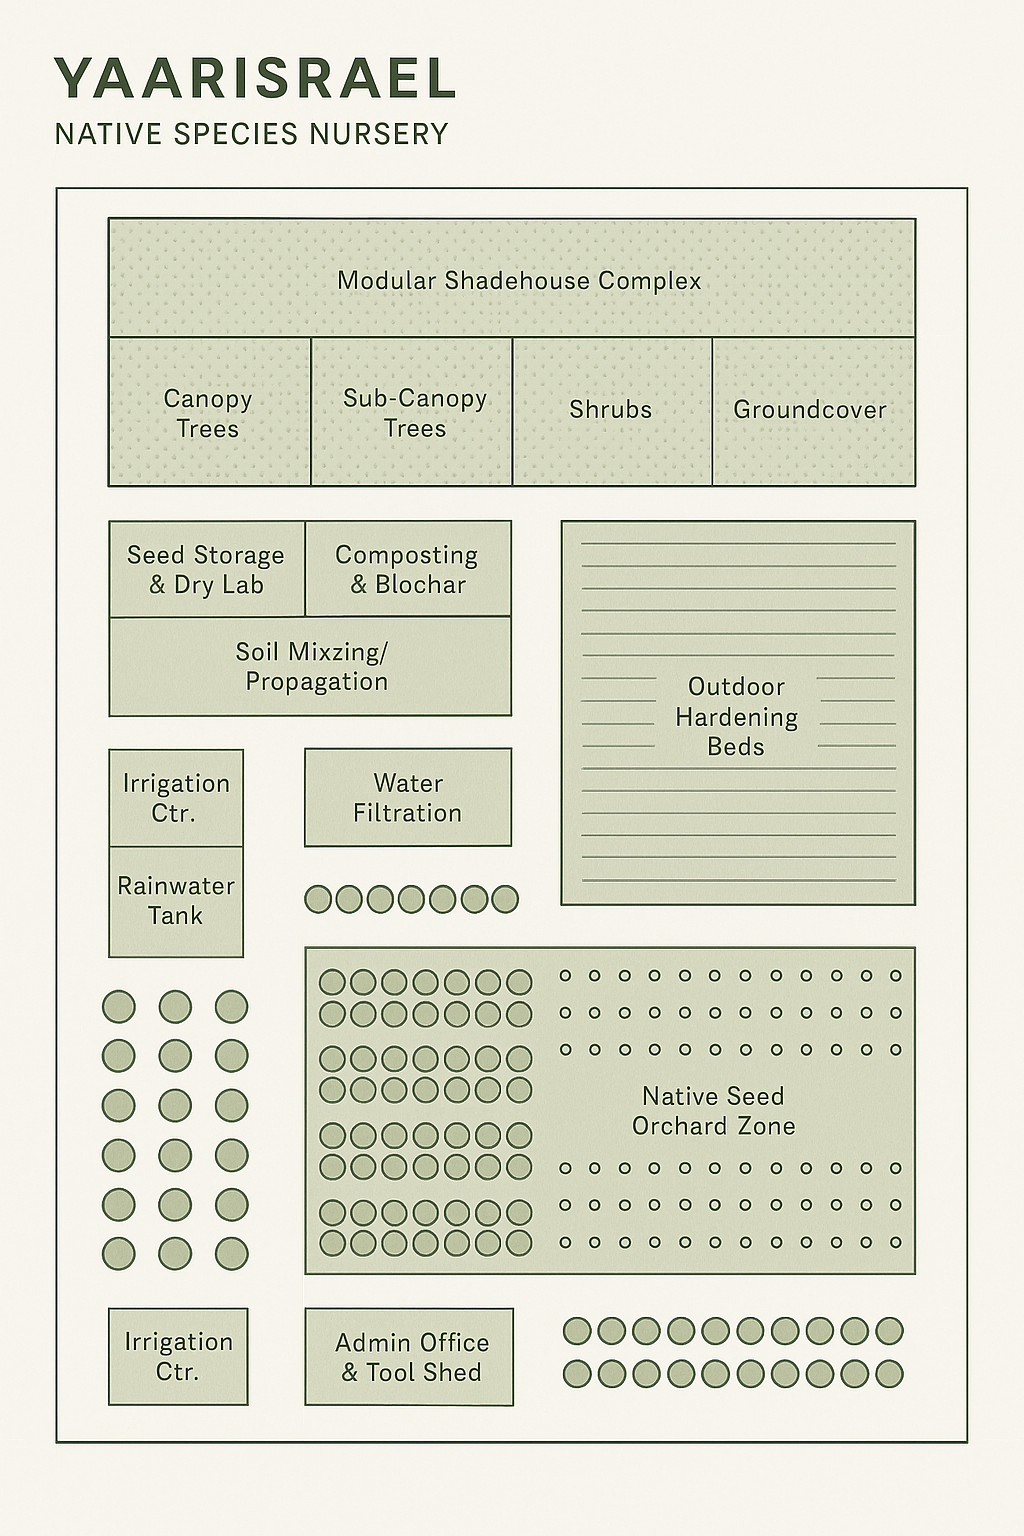 YAARISRAEL
NATIVE SPECIES NURSERY
Modular Shadehouse Complex
Canopy
Trees
Sub-Canopy
Trees
Shrubs
Groundcover
Seed Storage
& Dry Lab
Composting
& Blochar
Soil Mixzing/
Propagation
Outdoor
Hardening
Beds
Irrigation
Ctr.
Water
Filtration
Rainwater
Tank
Native Seed
Orchard Zone
Irrigation
Ctr.
Admin Office
& Tool Shed